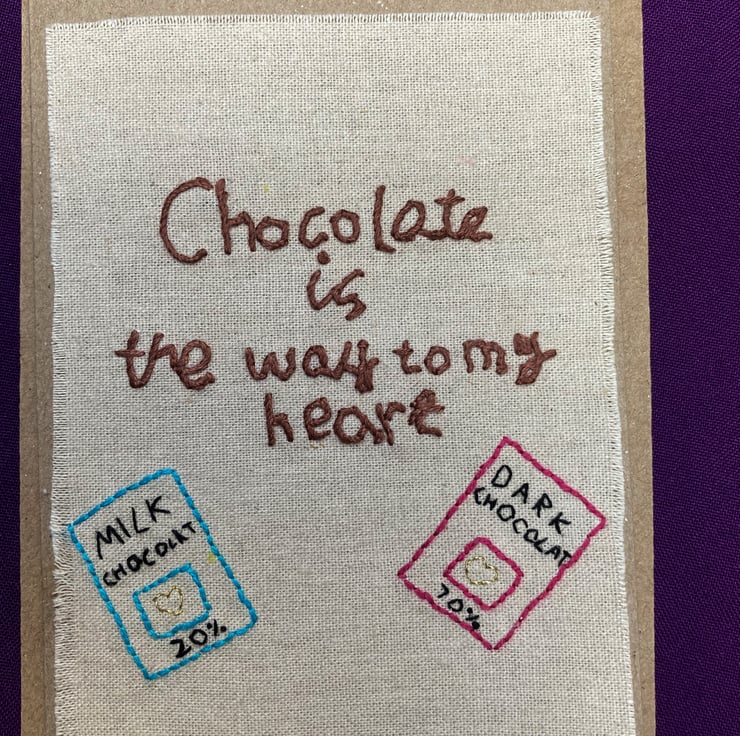 Chocolate
is
the way to my
heart
MILK
CHOCOLAT
20%
DARK
CHOCOLAT
70%